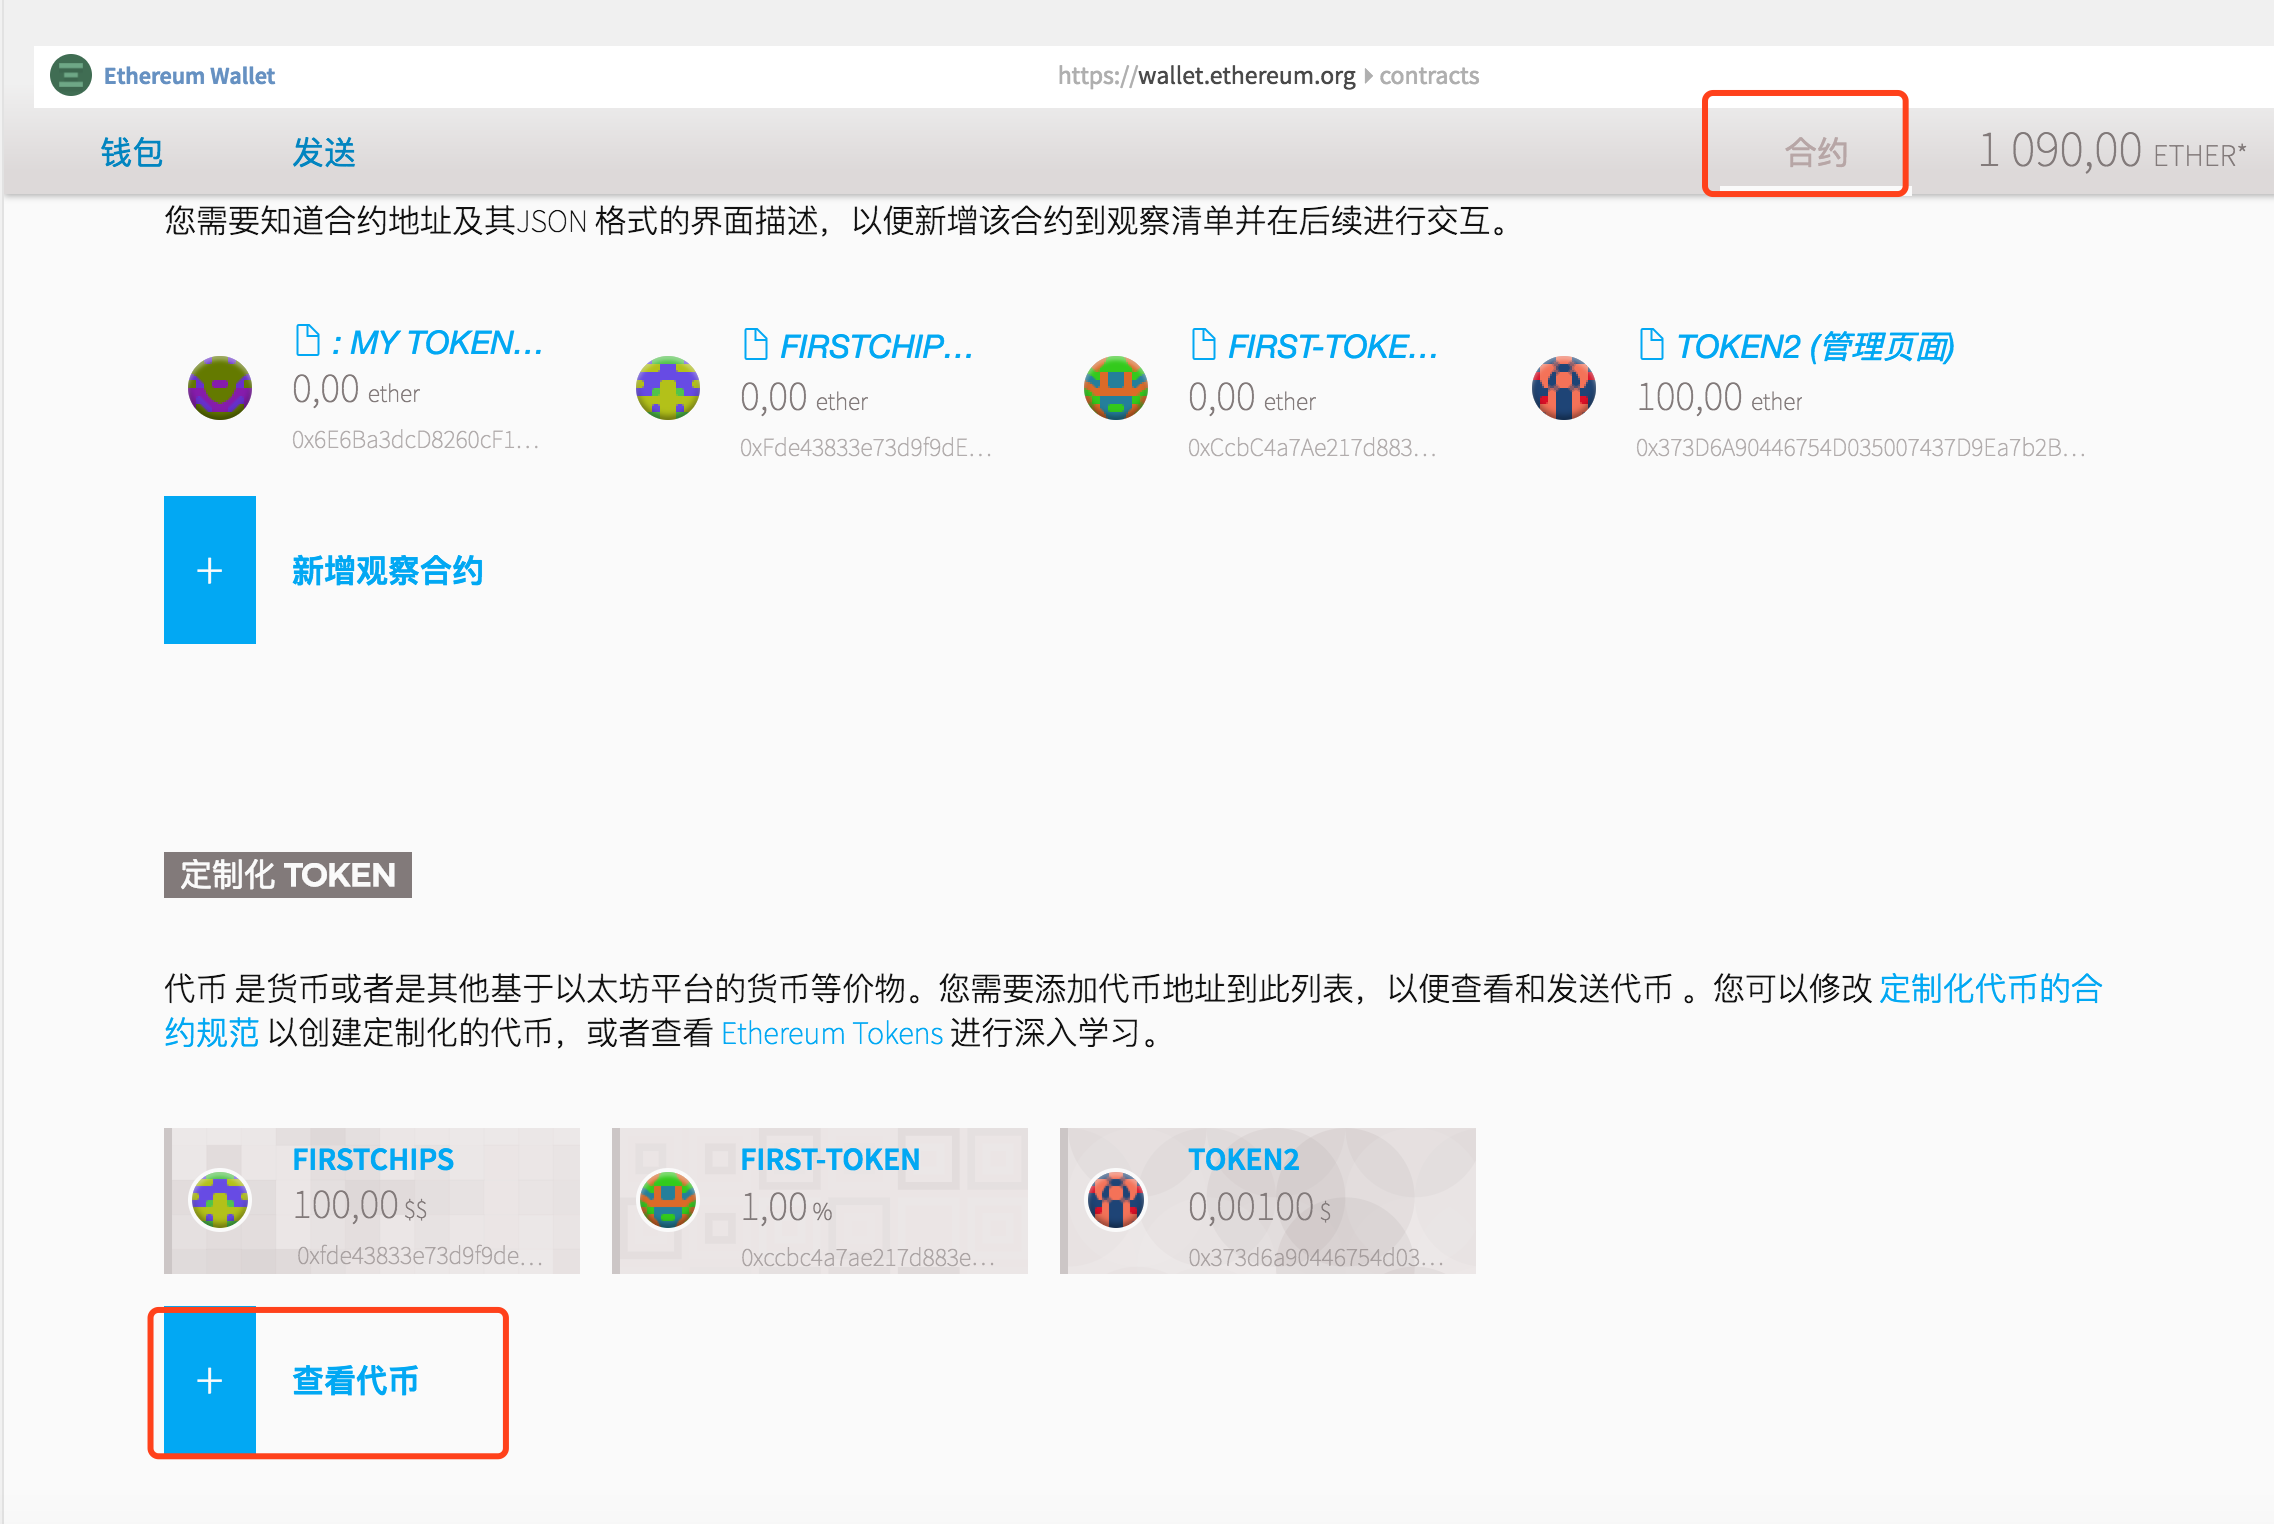 Ethereum Wallet
https://wallet.ethereum.org contracts
钱包
发送
合约
1 090,00 ETHER*
您需要知道合约地址及其JSON 格式的界面描述，以便新增该合约到观察清单并在后续进行交互。
: MY TOKEN...
0,00 ether
0x6E6Ba3dcD8260cF1...
FIRSTCHIP...
0,00 ether
0xFde43833e73d9f9dE...
FIRST-TOKE...
0,00 ether
0xCcbC4a7Ae217d883...
TOKEN2 (管理页面)
100,00 ether
0x373D6A90446754D035007437D9Ea7b2B...
+
新增观察合约
定制化 TOKEN
代币 是货币或者是其他基于以太坊平台的货币等价物。您需要添加代币地址到此列表，以便查看和发送代币 。您可以修改 定制化代币的合
约规范 以创建定制化的代币，或者查看 Ethereum Tokens 进行深入学习。
FIRSTCHIPS
100,00 $$
0xfde43833e73d9f9de...
FIRST-TOKEN
1,00 %
0xccbc4a7ae217d883e...
TOKEN2
0,00100 $
0x373d6a90446754d03...
+
查看代币